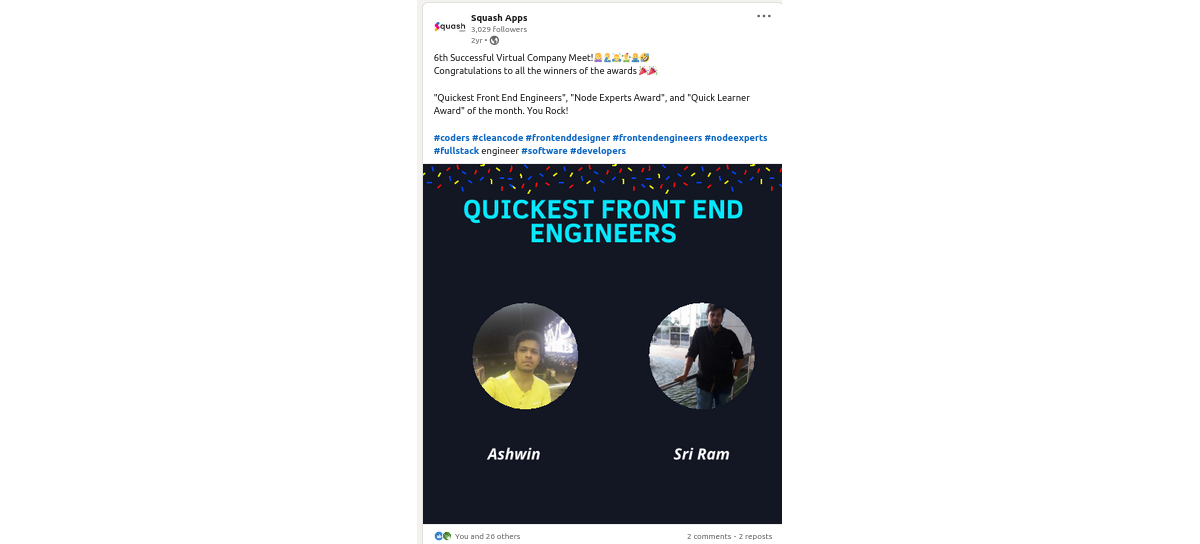 Squash
Squash Apps
3,029 followers
2yr •
6th Successful Virtual Company Meet!
Congratulations to all the winners of the awards
"Quickest Front End Engineers", "Node Experts Award", and "Quick Learner
Award" of the month. You Rock!
#coders #cleancode #frontenddesigner #frontendengineers #nodeexperts
#fullstack engineer #software #developers
QUICKEST FRONT END
ENGINEERS
Ashwin
Sri Ram
You and 26 others
2 comments • 2 reposts